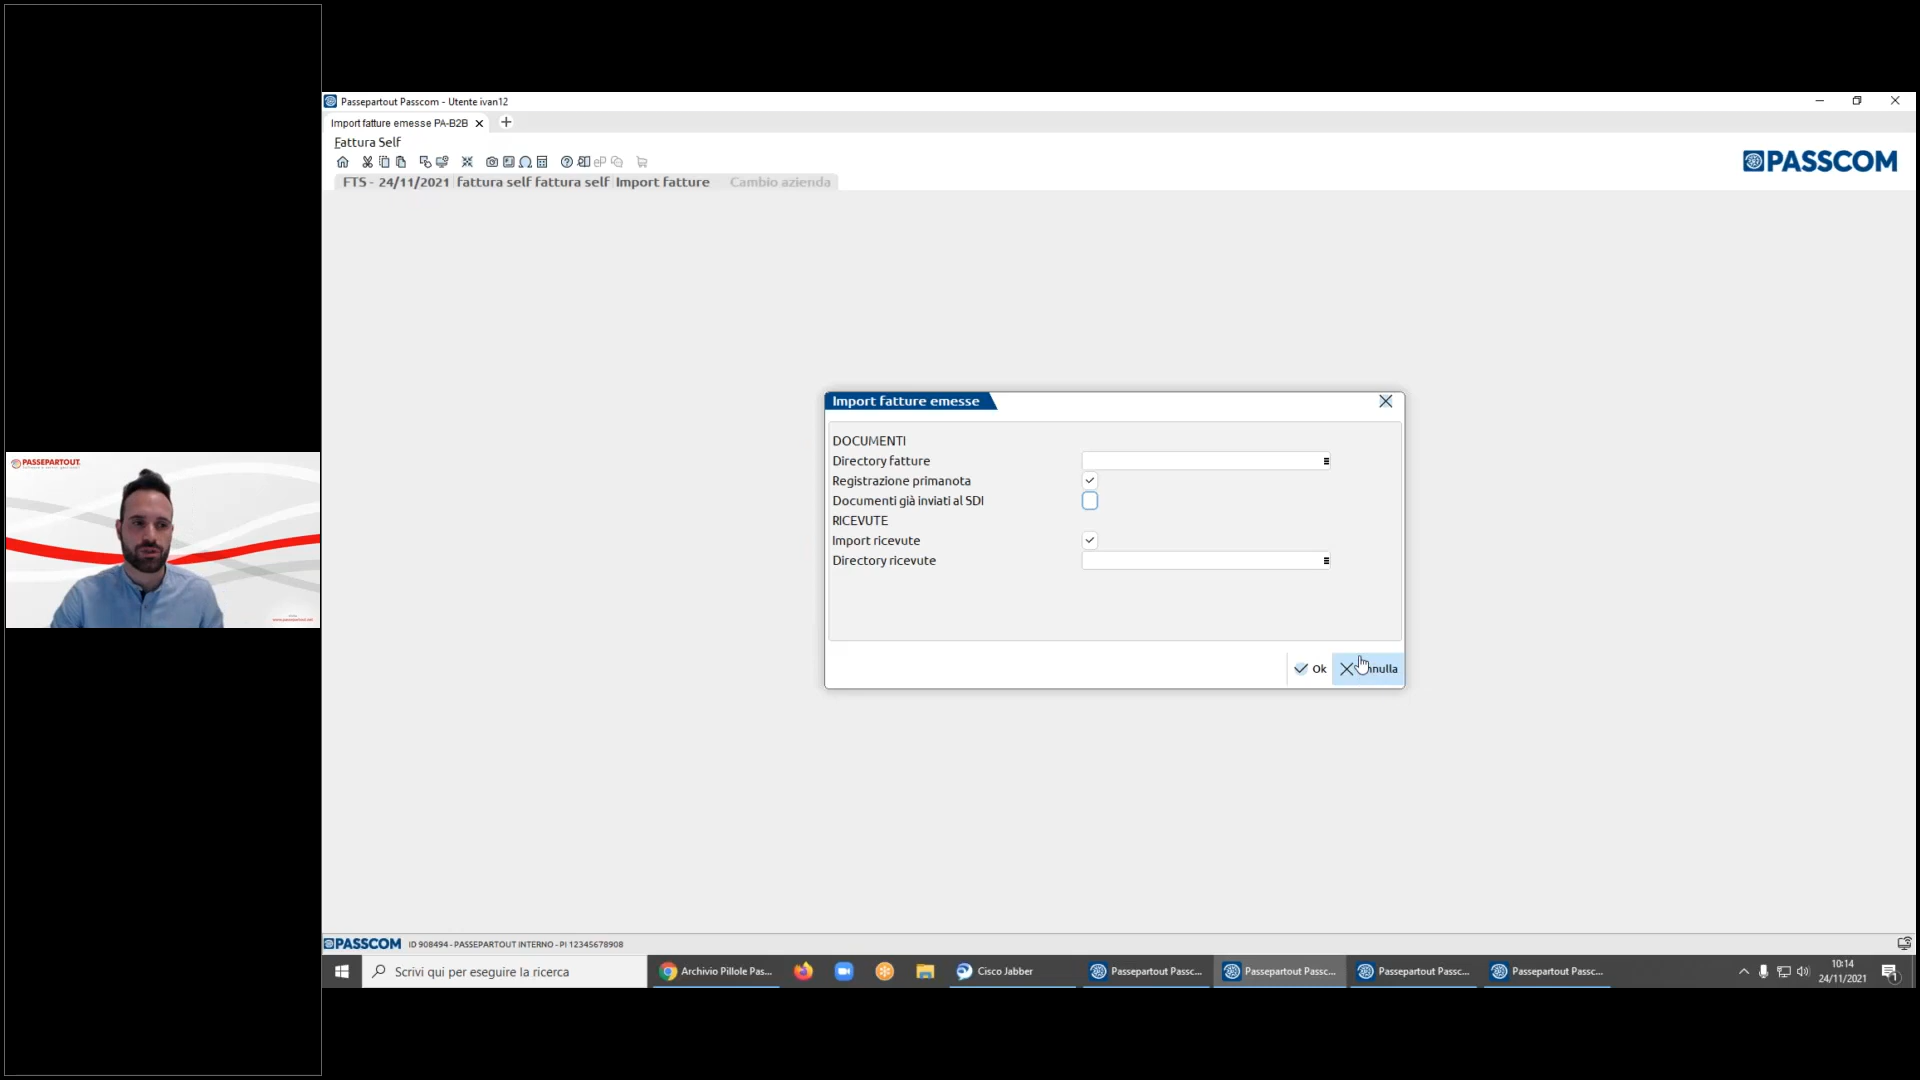 Passepartout Passcom - Utente ivan12
Import fatture emesse PA-B2B
Fattura Self
PASSCOM
FTS - 24/11/2021 fattura self fattura self Import fatture Cambio azienda
Import fatture emesse
DOCUMENTI
Directory fatture
Registrazione primanota
Documenti già inviati al SDI
RICEVUTE
Import ricevute
Directory ricevute
Ok
nnulla
PASSEPARTOUT
PASSCOM ID 908494 - PASSEPARTOUT INTERNO - PI 12345678908
Scrivi qui per eseguire la ricerca
Archivio Pillole Pas...
Cisco Jabber
Passepartout Passc...
Passepartout Passc...
Passepartout Passc...
Passepartout Passc...
10:14
24/11/2021
1